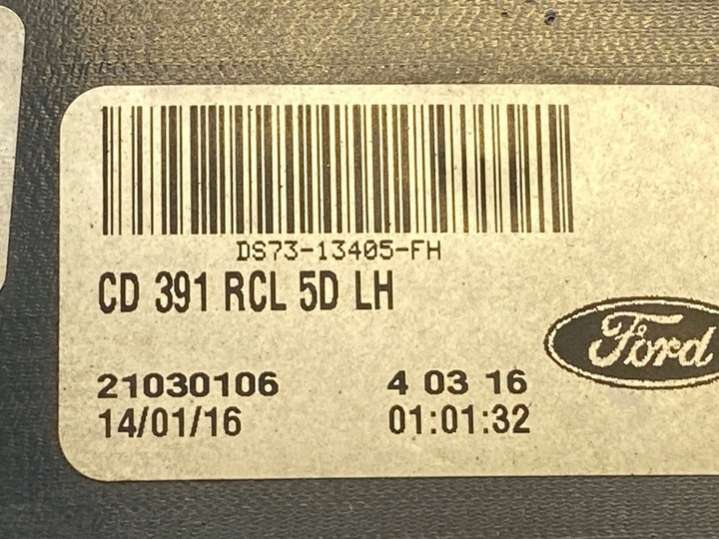 DS73-13405-FH
CD 391 RCL 5D LH
Ford
21030106 4 03 16
14/01/16 01:01:32